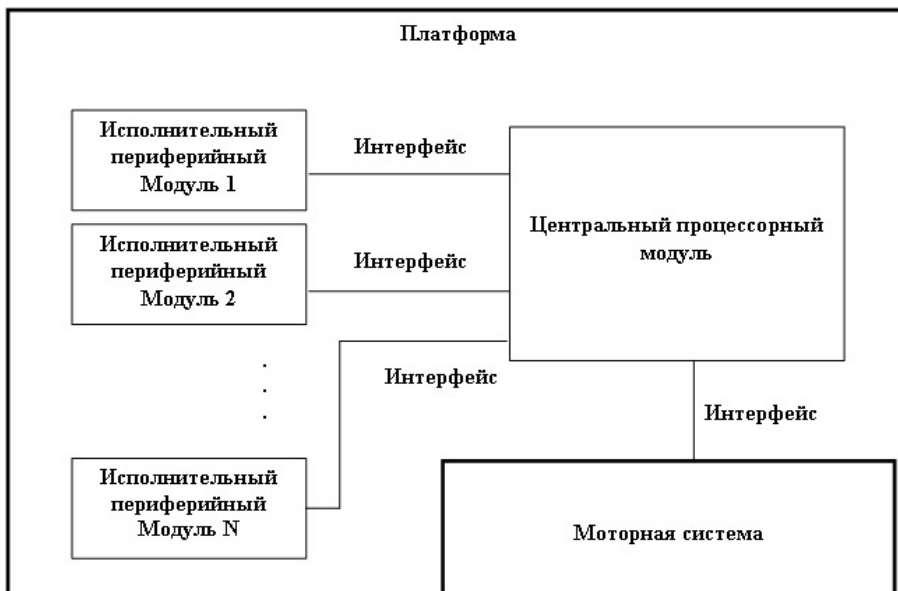 Платформа
Исполнительный
периферийный
Модуль 1
Интерфейс
Центральный процессорный
модуль
Исполнительный
периферийный
Модуль 2
Интерфейс
Интерфейс
Интерфейс
Исполнительный
периферийный
Модуль N
Моторная система